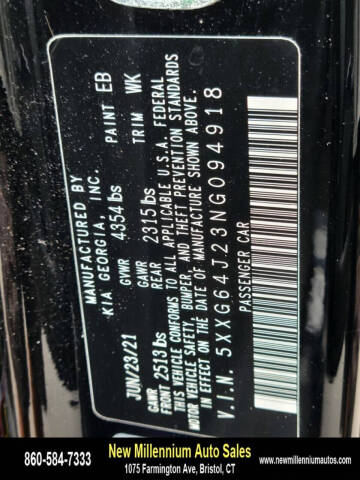 MANUFACTURED BY
KIA GEORGIA, INC.
PAINT EB
GVWR 4354 lbs
TRIM WK
JUN/23/21
GAWR FRONT 2513 lbs
GAWR REAR 2315 lbs
THIS VEHICLE CONFORMS TO ALL APPLICABLE U.S.A. FEDERAL
MOTOR VEHICLE SAFETY, BUMPER, AND THEFT PREVENTION STANDARDS
IN EFFECT ON THE DATE OF MANUFACTURE SHOWN ABOVE.
V.I.N. 5XXG64J23NG094918
PASSENGER CAR
860-584-7333
New Millennium Auto Sales
1075 Farmington Ave, Bristol, CT
www.newmillenniumautos.com